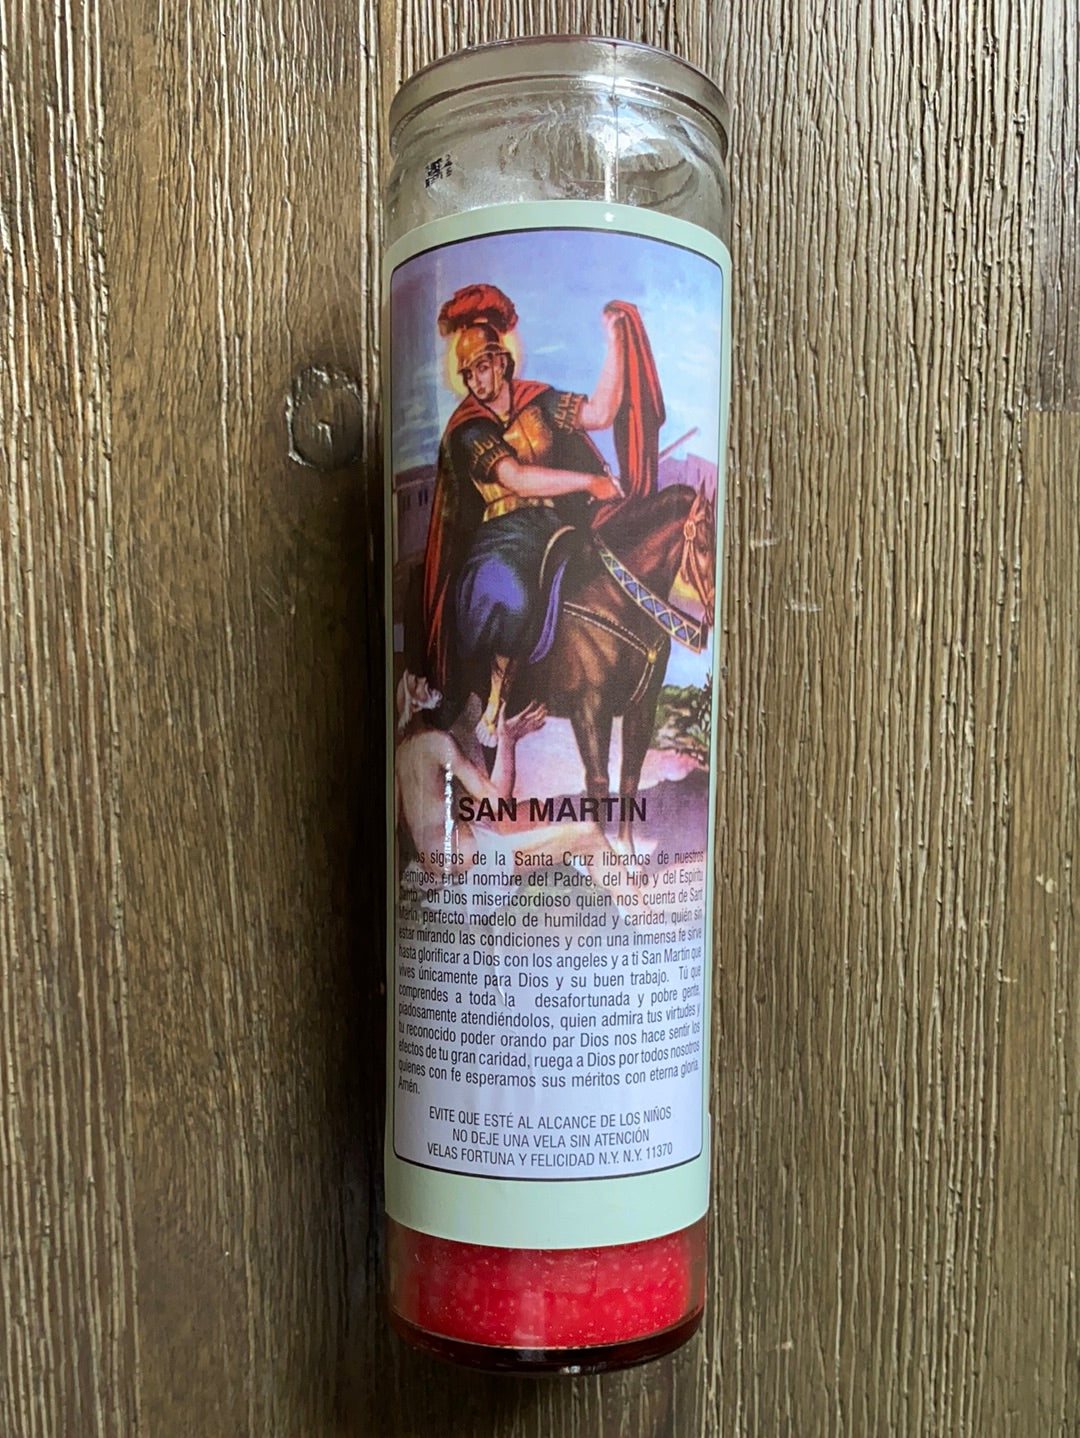 SAN MARTIN
los signos de la Santa Cruz libranos de nuestros
enemigos, en el nombre del Padre, del Hijo y del Espiritu
Santo. Oh Dios misericordioso quien nos cuenta de San
perfecto modelo de humildad y caridad, quién sin
estar mirando las condiciones y con una inmensa fe sirve
hasta glorificar a Dios con los angeles y a ti San Martin que
vives únicamente para Dios y su buen trabajo. Tú que
comprendes a toda la desafortunada y pobre gente,
piadosamente atendiéndolos, quien admira tus virtudes y
tu reconocido poder orando par Dios nos hace sentir los
efectos de tu gran caridad, ruega a Dios por todos nosotros
quienes con fe esperamos sus méritos con eterna gloria.
Amén.
EVITE QUE ESTÉ AL ALCANCE DE LOS NIÑOS
NO DEJE UNA VELA SIN ATENCIÓN
VELAS FORTUNA Y FELICIDAD N.Y. N.Y. 11370